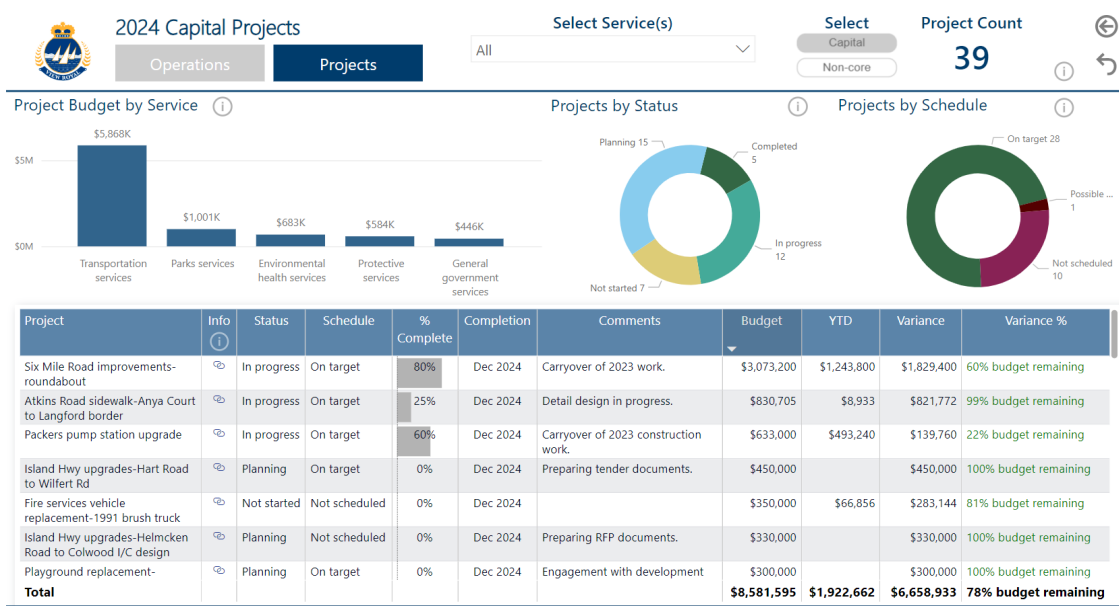 2024 Capital Projects
Operations
Projects
Select Service(s)
All
Select
Capital
Non-core
Project Count
39
VIEW ROYAL
Project Budget by Service
$5M
$0M
$5,868K
$1,001K
$683K
$584K
$446K
Transportation
services
Parks services
Environmental
health services
Protective
services
General
government
services
Projects by Status
Planning 15
Completed
5
In progress
12
Not started 7
Projects by Schedule
On target 28
Possible ...
1
Not scheduled
10
Project Info Status Schedule % Complete Completion Comments Budget YTD Variance Variance %
Six Mile Road improvements- In progress On target 80% Dec 2024 Carryover of 2023 work. $3,073,200 $1,243,800 $1,829,400 60% budget remaining
roundabout
Atkins Road sidewalk-Anya Court In progress On target 25% Dec 2024 Detail design in progress. $830,705 $8,933 $821,772 99% budget remaining
to Langford border
Packers pump station upgrade In progress On target 60% Dec 2024 Carryover of 2023 construction $633,000 $493,240 $139,760 22% budget remaining
work.
Island Hwy upgrades-Hart Road Planning On target 0% Dec 2024 Preparing tender documents. $450,000 $450,000 100% budget remaining
to Wilfert Rd
Fire services vehicle Not started Not scheduled 0% Dec 2024 $350,000 $66,856 $283,144 81% budget remaining
replacement-1991 brush truck
Island Hwy upgrades-Helmcken Planning Not scheduled 0% Dec 2024 Preparing RFP documents. $330,000 $330,000 100% budget remaining
Road to Colwood I/C design
Playground replacement- Planning On target 0% Dec 2024 Engagement with development $300,000 $300,000 100% budget remaining
Total $8,581,595 $1,922,662 $6,658,933 78% budget remaining